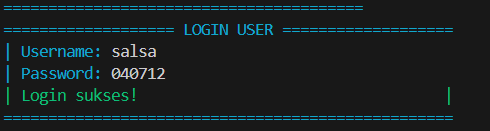 ========================================
=================== LOGIN USER ===================
| Username: salsa
| Password: 040712
| Login sukses! |
==================================================